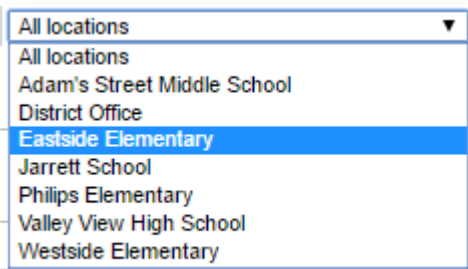 All locations
All locations
Adam's Street Middle School
District Office
Eastside Elementary
Jarrett School
Philips Elementary
Valley View High School
Westside Elementary